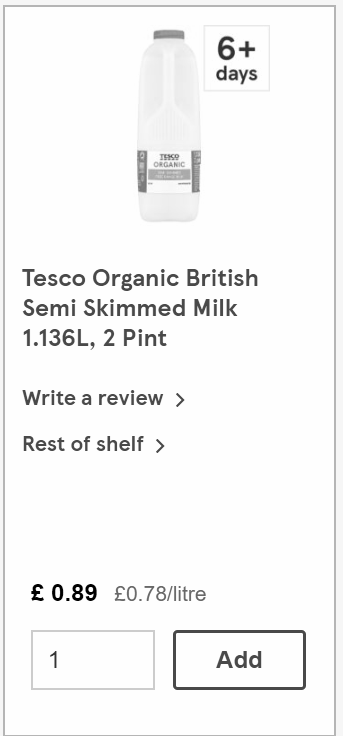 6+
days
TESCO
ORGANIC
Tesco Organic British
Semi Skimmed Milk
1.136L, 2 Pint
Write a review >
Rest of shelf >
£ 0.89 £0.78/litre
1 Add